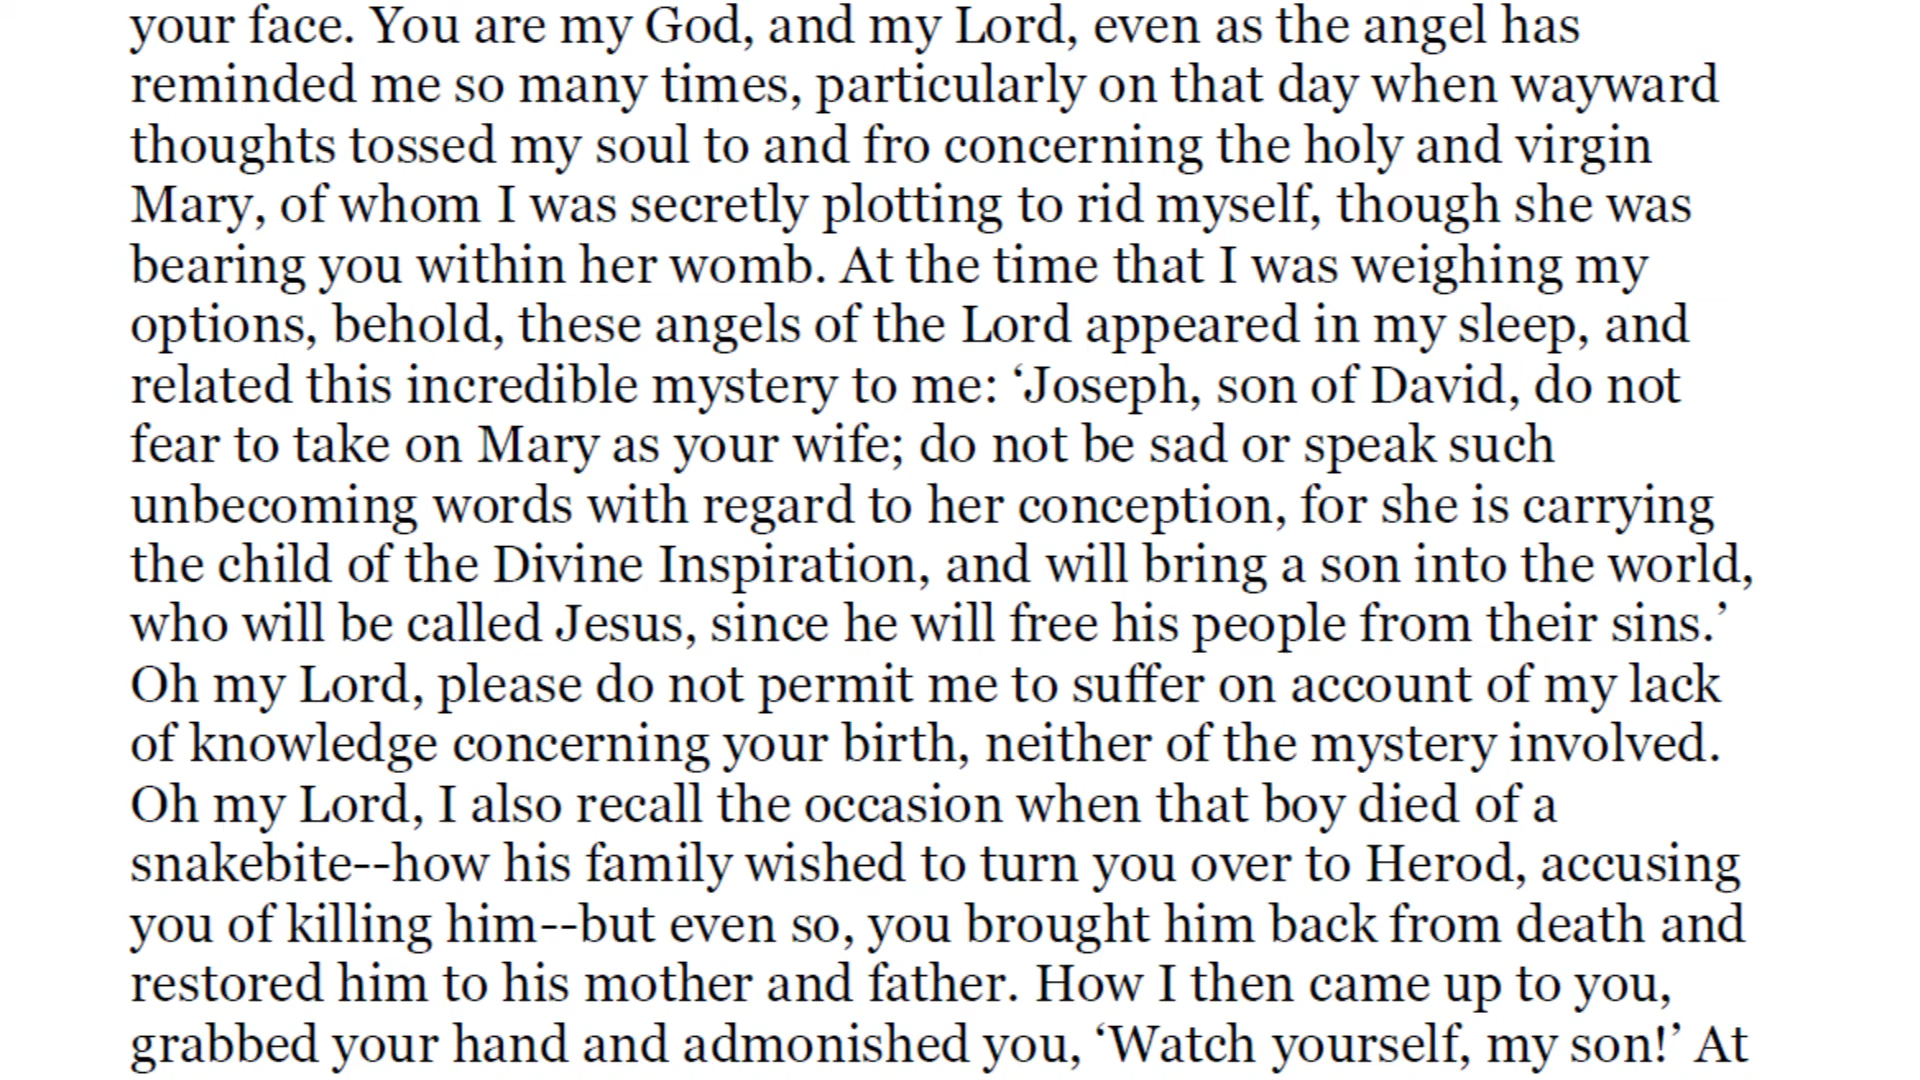 your face. You are my God, and my Lord, even as the angel has
reminded me so many times, particularly on that day when wayward
thoughts tossed my soul to and fro concerning the holy and virgin
Mary, of whom I was secretly plotting to rid myself, though she was
bearing you within her womb. At the time that I was weighing my
options, behold, these angels of the Lord appeared in my sleep, and
related this incredible mystery to me: ‘Joseph, son of David, do not
fear to take on Mary as your wife; do not be sad or speak such
unbecoming words with regard to her conception, for she is carrying
the child of the Divine Inspiration, and will bring a son into the world,
who will be called Jesus, since he will free his people from their sins.’
Oh my Lord, please do not permit me to suffer on account of my lack
of knowledge concerning your birth, neither of the mystery involved.
Oh my Lord, I also recall the occasion when that boy died of a
snakebite--how his family wished to turn you over to Herod, accusing
you of killing him--but even so, you brought him back from death and
restored him to his mother and father. How I then came up to you,
grabbed your hand and admonished you, ‘Watch yourself, my son!’ At